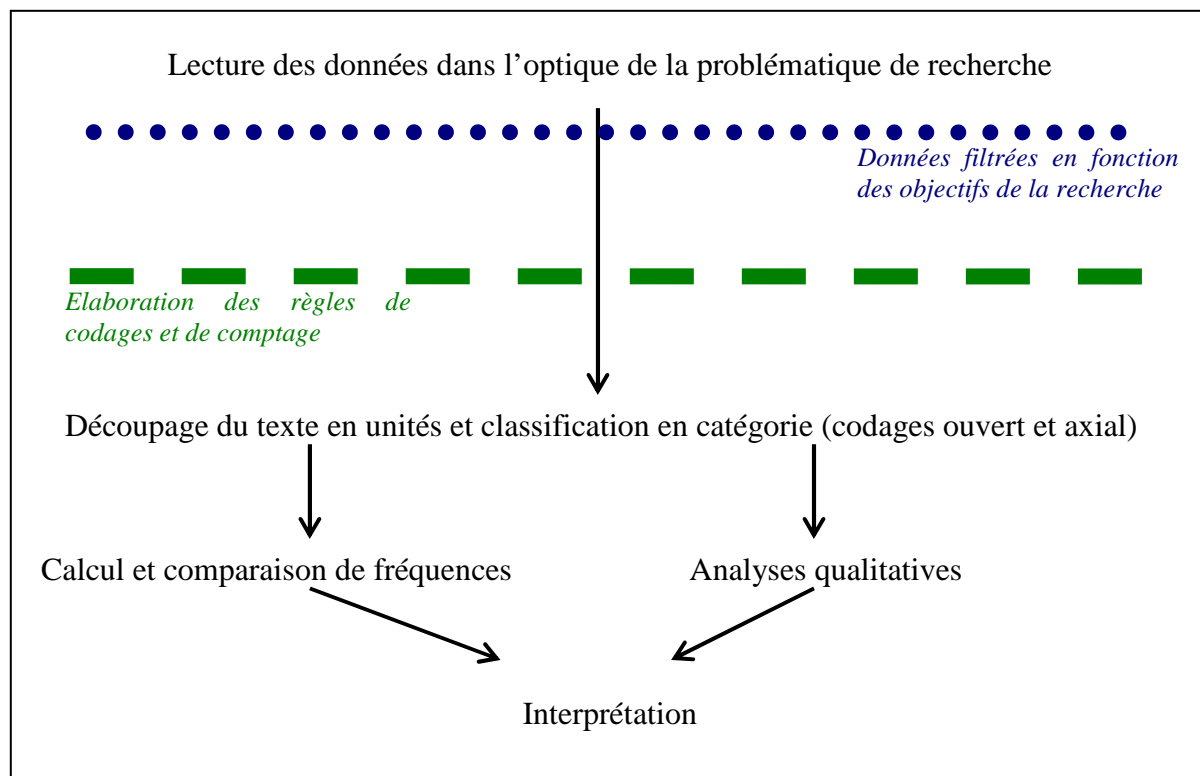 Lecture des données dans l’optique de la problématique de recherche
Données filtrées en fonction
des objectifs de la recherche
Elaboration des règles de
codages et de comptage
Découpage du texte en unités et classification en catégorie (codages ouvert et axial)
Calcul et comparaison de fréquences
Analyses qualitatives
Interprétation